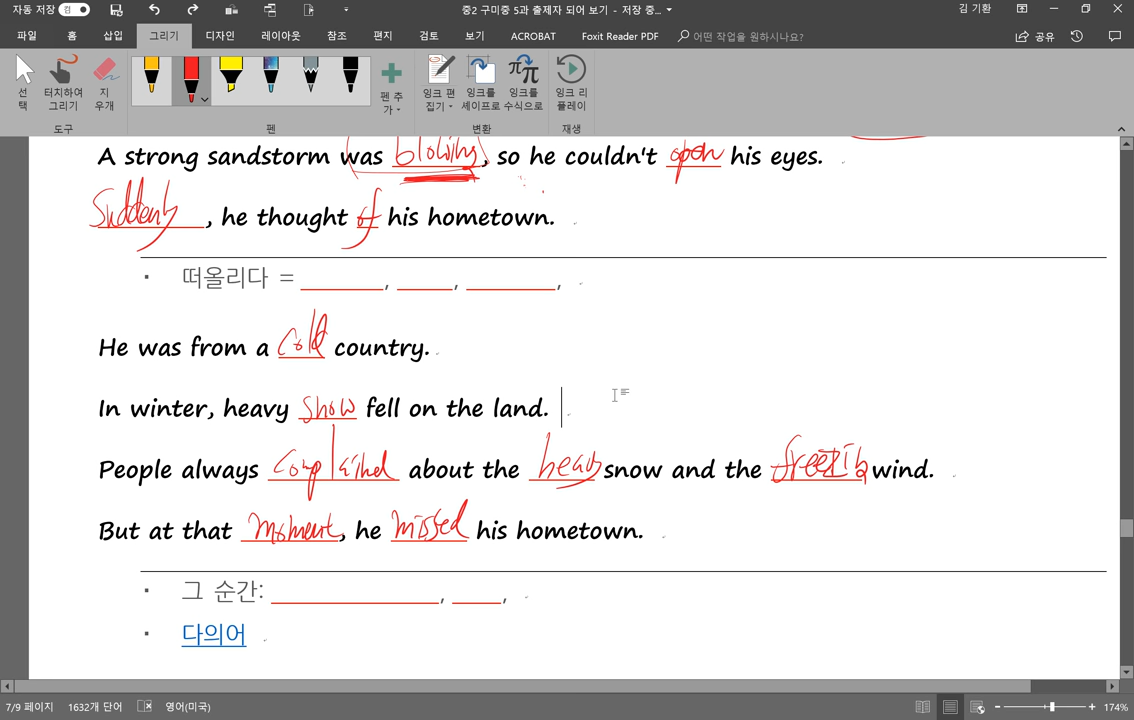 자동 저장 컴 중2 구미중 5과 출제자 되어 보기 - 저장 중... 김 기환
파일 홈 삽입 그리기 디자인 레이아웃 참조 편지 검토 보기 ACROBAT Foxit Reader PDF 어떤 작업을 원하시나요? 공유
선택 터치하여 그리기 지우개 펜 추가 잉크 편집기 잉크를 셰이프로 잉크를 수식으로 잉크 리플레이
도구 펜 변환 재생
A strong sandstorm was blowing, so he couldn't open his eyes.
Suddenly, he thought of his hometown.
· 떠올리다 = , , ,
He was from a cold country.
In winter, heavy snow fell on the land.
People always complained about the heavy snow and the freezing wind.
But at that moment, he missed his hometown.
· 그 순간: , ,
· 다의어
7/9 페이지 1632개 단어 영어(미국) 174%